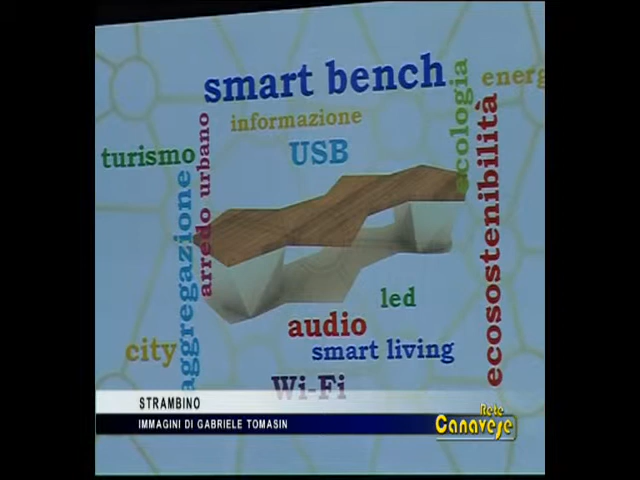 smart bench
ecologia
energ
informazione
turismo
arredo urbano
USB
ecosostenibilità
aggregazione
led
audio
city
smart living
Wi-Fi
STRAMBINO
IMMAGINI DI GABRIELE TOMASIN
Rete
Canavese